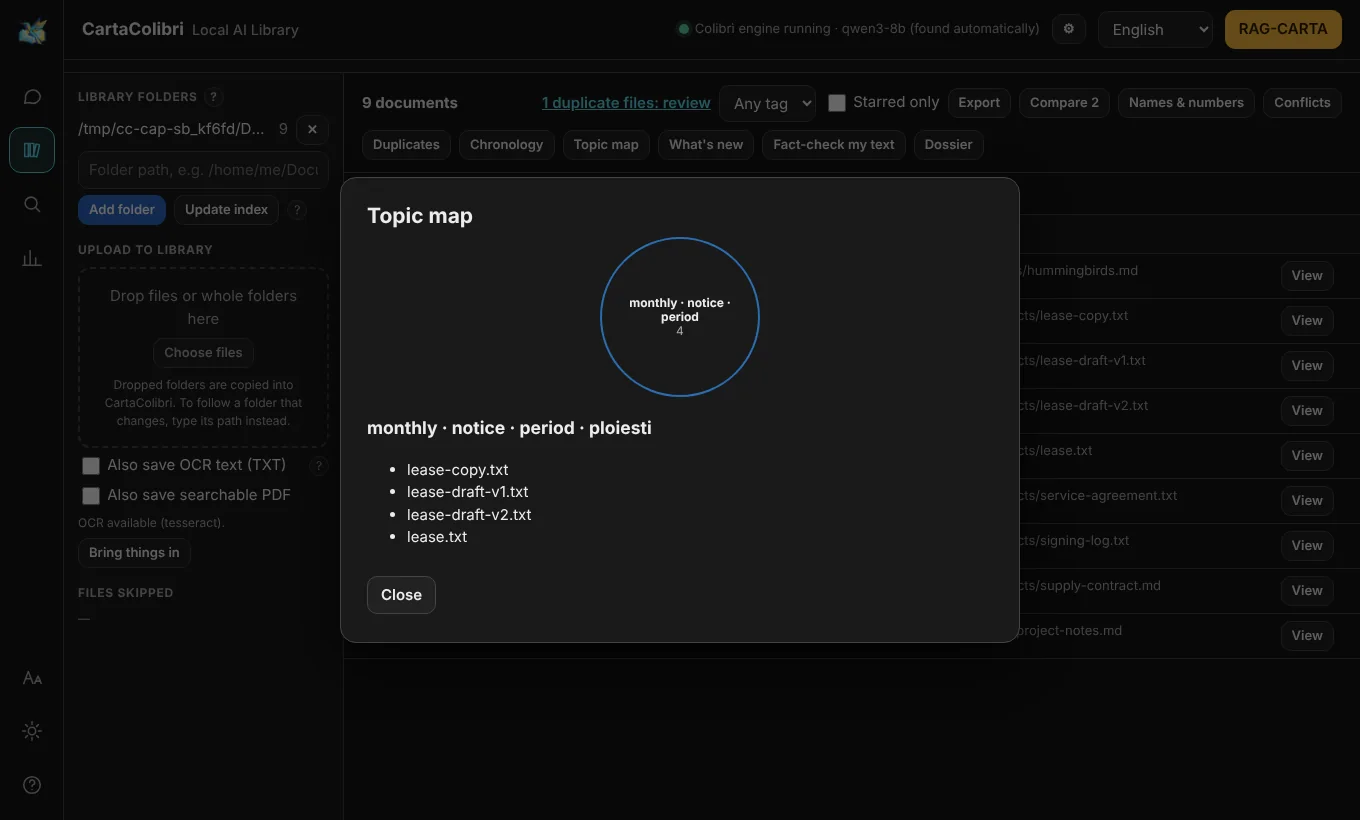 CartaColibri Local AI Library
Colibri engine running · qwen3-8b (found automatically)
⚙
English
RAG-CARTA
LIBRARY FOLDERS ?
/tmp/cc-cap-sb_kf6fd/D... 9 ✕
Folder path, e.g. /home/me/Docu
Add folder
Update index
?
UPLOAD TO LIBRARY
Drop files or whole folders
here
Choose files
Dropped folders are copied into
CartaColibri. To follow a folder that
changes, type its path instead.
Also save OCR text (TXT) ?
Also save searchable PDF
OCR available (tesseract).
Bring things in
FILES SKIPPED
—
AA
?
9 documents
1 duplicate files: review
Any tag
Starred only
Export
Compare 2
Names & numbers
Conflicts
Duplicates
Chronology
Topic map
What's new
Fact-check my text
Dossier
Topic map
monthly · notice ·
period
4
monthly · notice · period · ploiesti
• lease-copy.txt
• lease-draft-v1.txt
• lease-draft-v2.txt
• lease.txt
Close
s/hummingbirds.md View
cts/lease-copy.txt View
cts/lease-draft-v1.txt View
cts/lease-draft-v2.txt View
cts/lease.txt View
cts/service-agreement.txt View
cts/signing-log.txt View
cts/supply-contract.md View
project-notes.md View